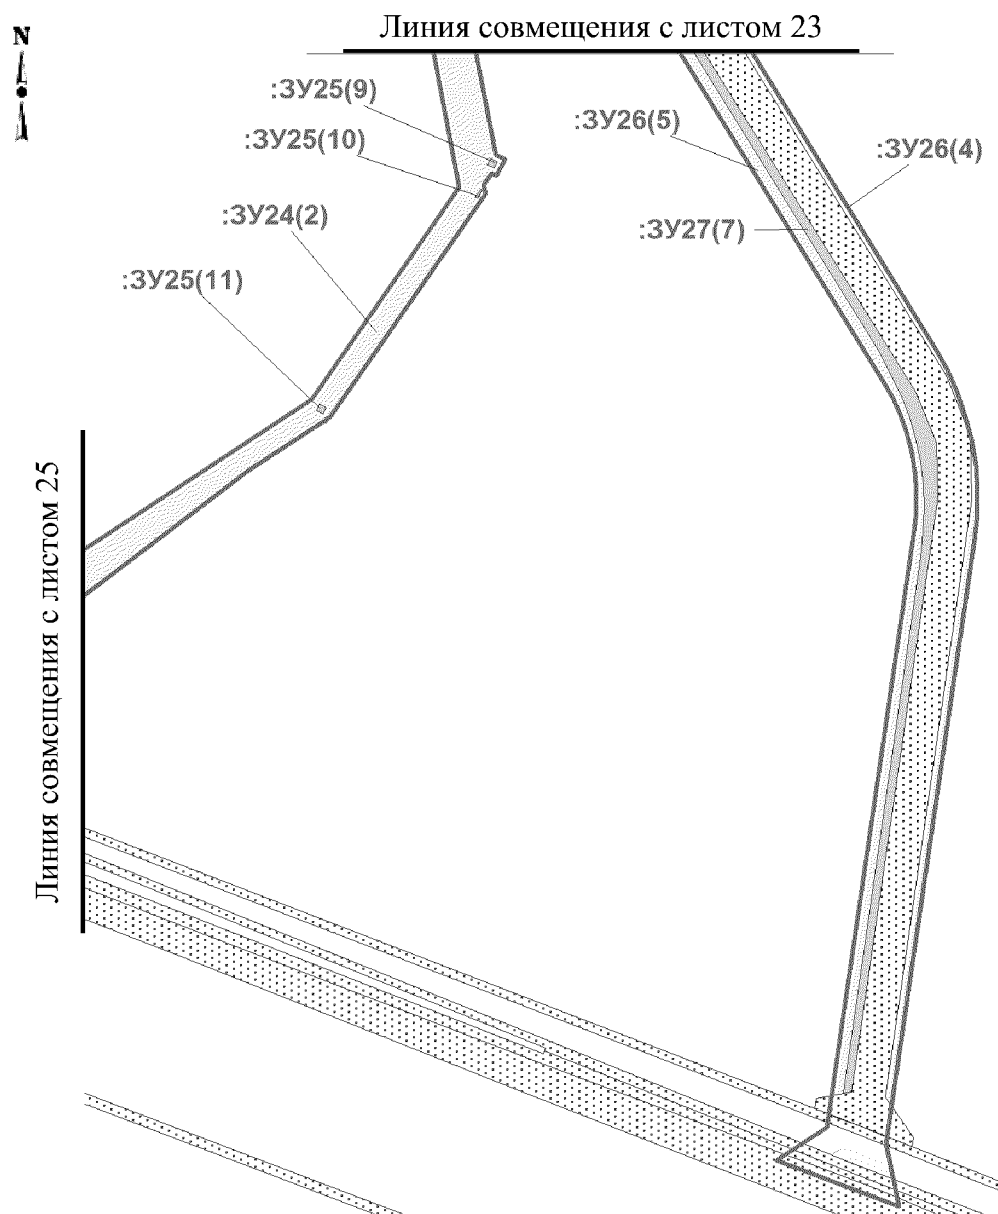 Линия совмещения с листом 23
N
:ЗУ25(9)
:ЗУ25(10)
:ЗУ26(5)
:ЗУ26(4)
:ЗУ24(2)
:ЗУ27(7)
:ЗУ25(11)
Линия совмещения с листом 25